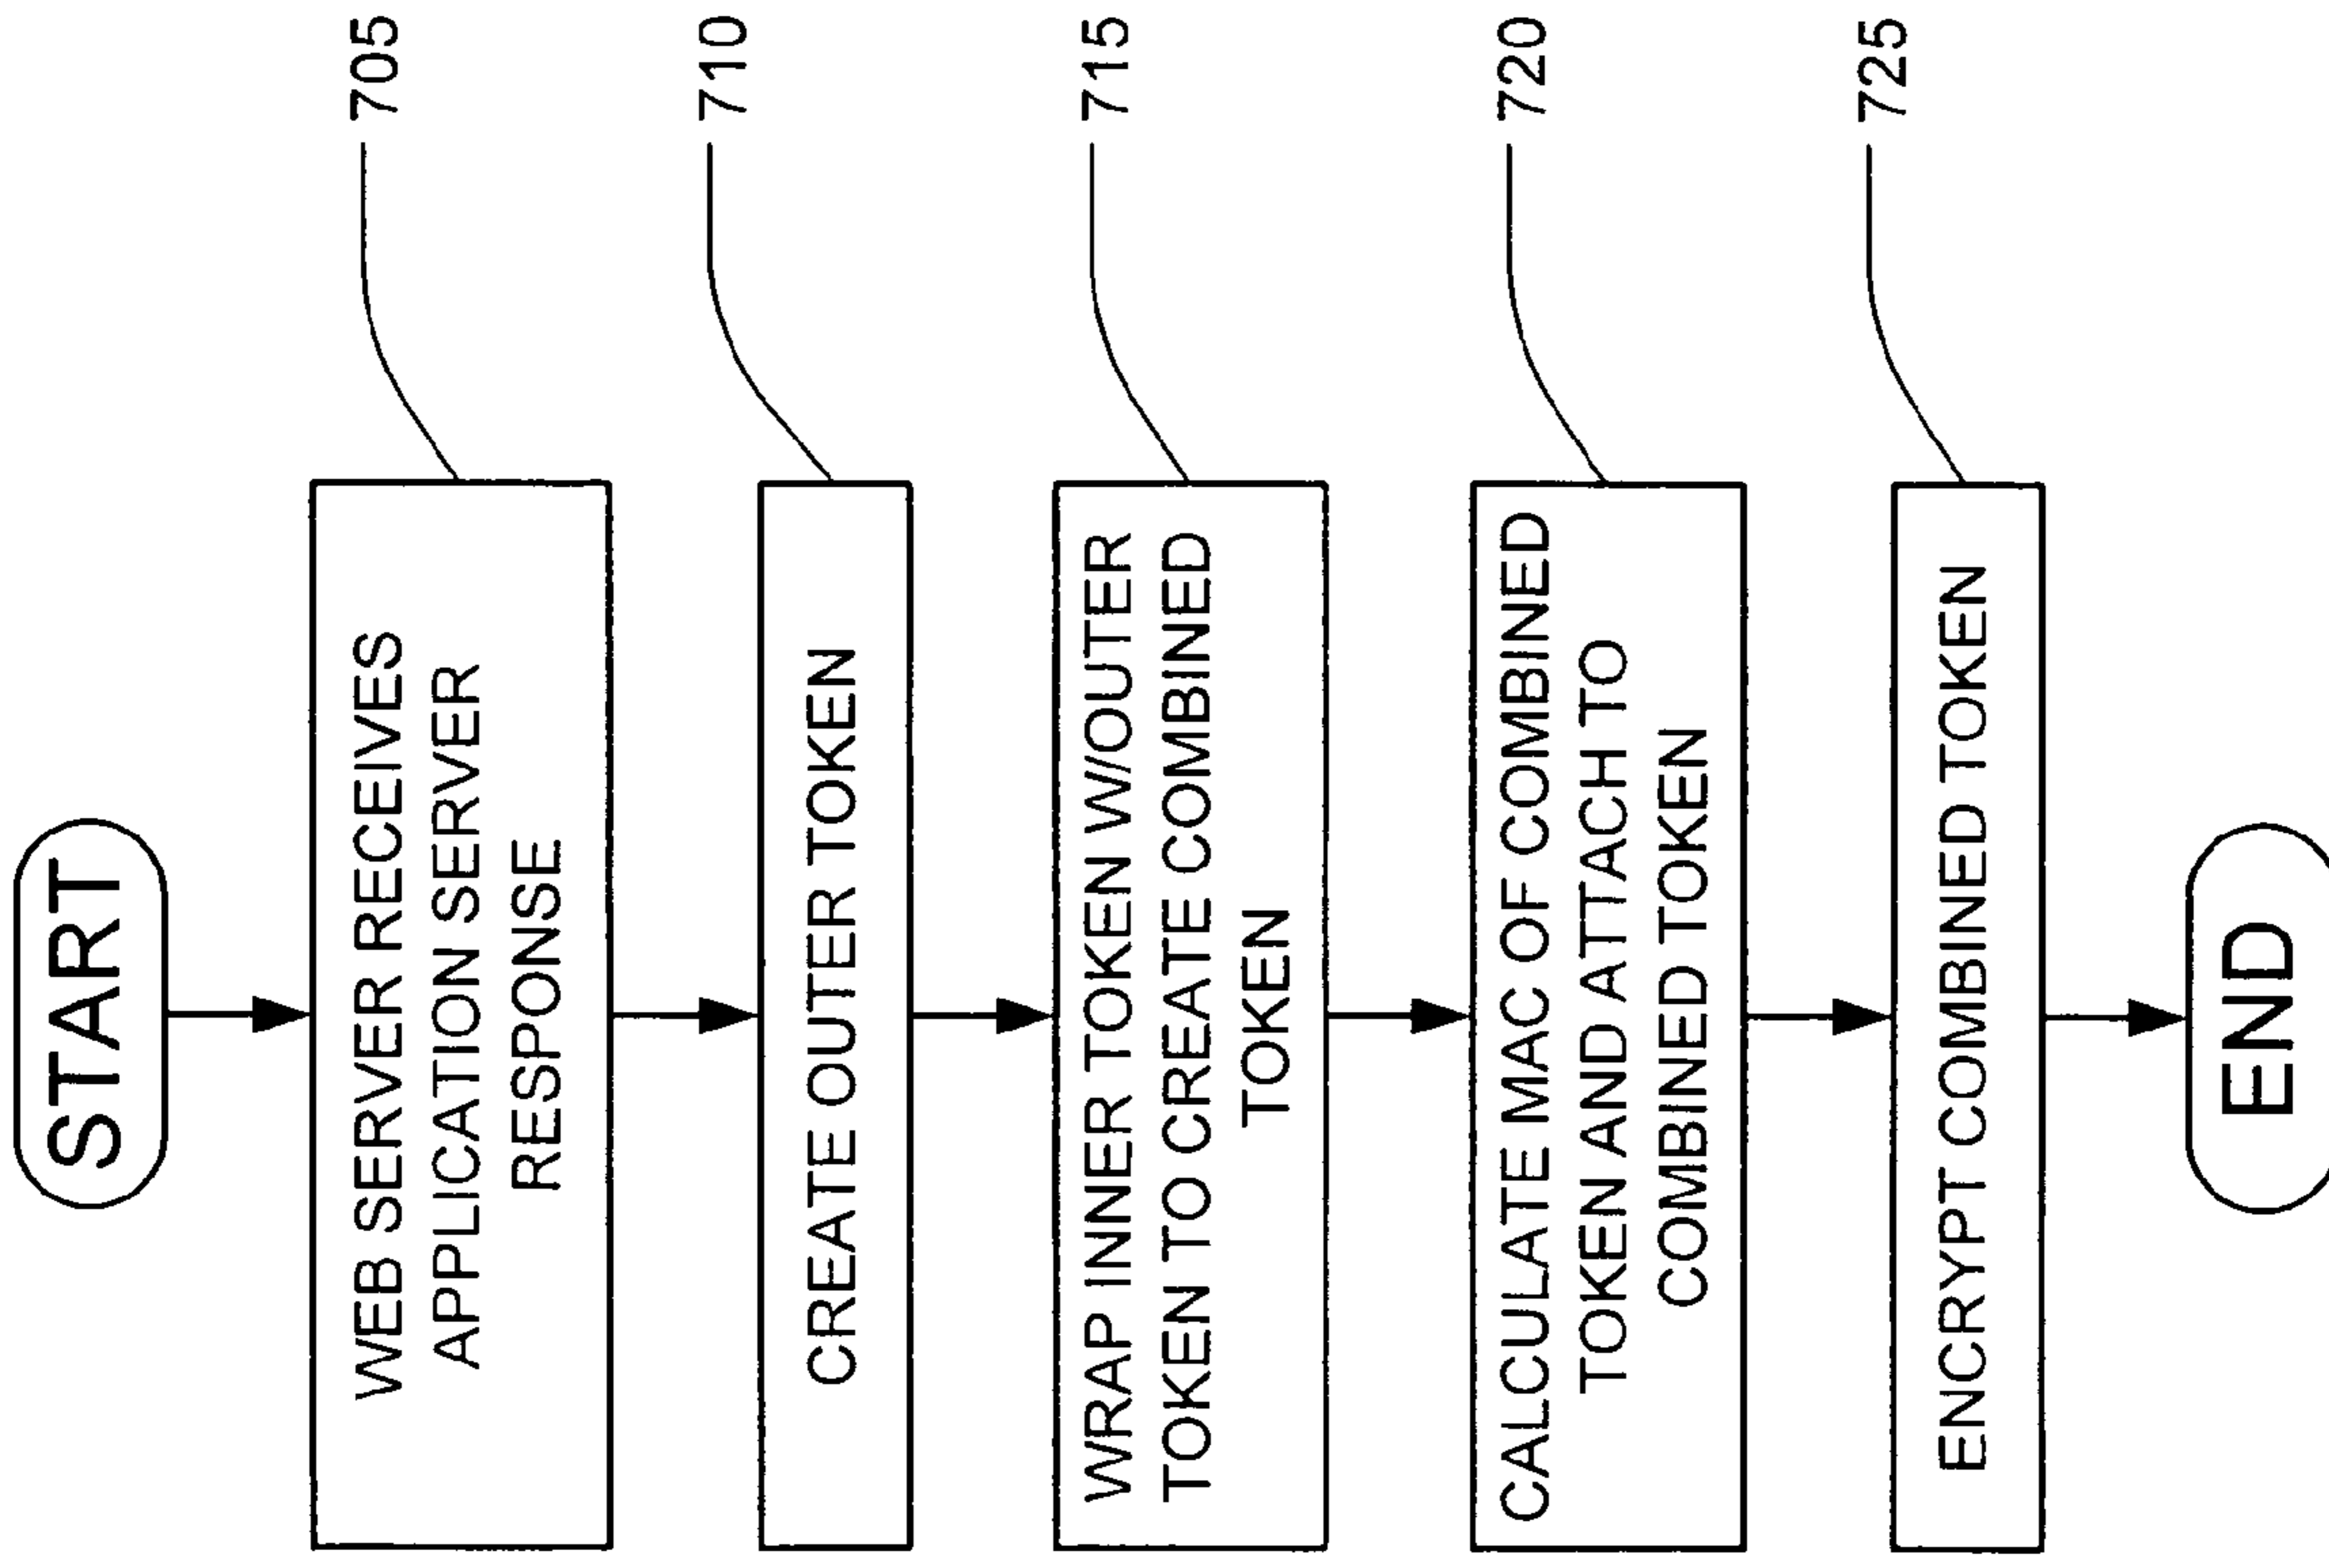 START
WEB SERVER RECEIVES
APPLICATION SERVER
RESPONSE
705
CREATE OUTER TOKEN
710
WRAP INNER TOKEN W/OUTER
TOKEN TO CREATE COMBINED
TOKEN
715
CALCULATE MAC OF COMBINED
TOKEN AND ATTACH TO
COMBINED TOKEN
720
ENCRYPT COMBINED TOKEN
725
END